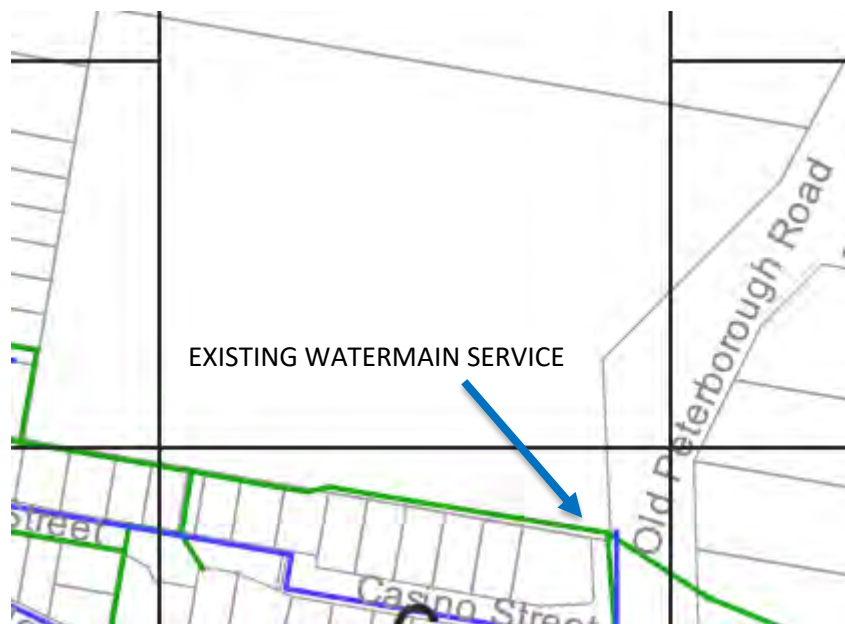 Old Peterborough Road
EXISTING WATERMAIN SERVICE
Street
Casino Street